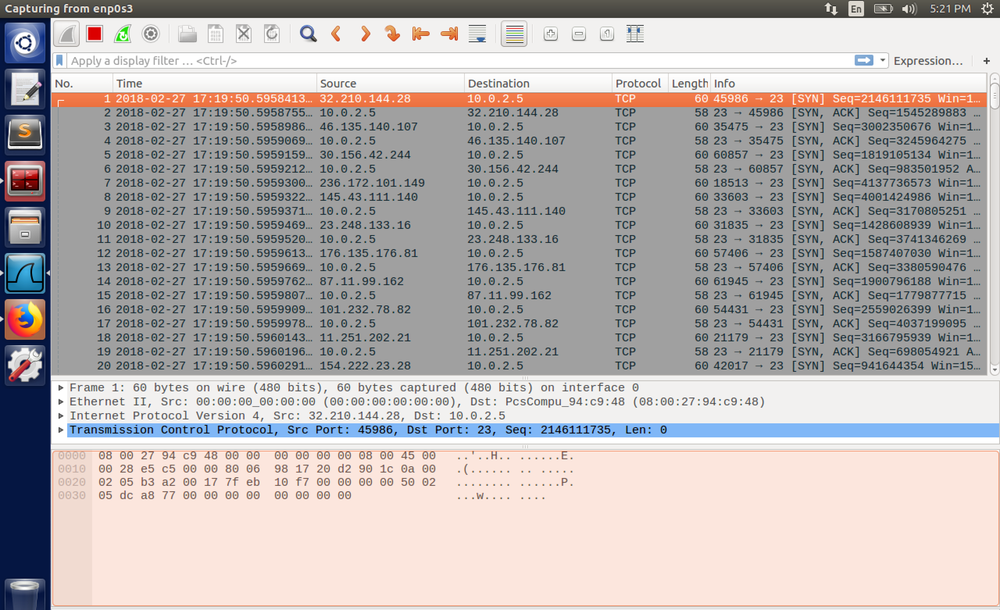 Capturing from enp0s3
En
5:21 PM
Apply a display filter … <Ctrl-/>
Expression…
+
No. Time Source Destination Protocol Length Info
1 2018-02-27 17:19:50.5958413… 32.210.144.28 10.0.2.5 TCP 60 45986 → 23 [SYN] Seq=2146111735 Win=1…
2 2018-02-27 17:19:50.5958755… 10.0.2.5 32.210.144.28 TCP 58 23 → 45986 [SYN, ACK] Seq=1545289883 …
3 2018-02-27 17:19:50.5958986… 46.135.140.107 10.0.2.5 TCP 60 35475 → 23 [SYN] Seq=3002350676 Win=1…
4 2018-02-27 17:19:50.5959069… 10.0.2.5 46.135.140.107 TCP 58 23 → 35475 [SYN, ACK] Seq=3245964275 …
5 2018-02-27 17:19:50.5959159… 30.156.42.244 10.0.2.5 TCP 60 60857 → 23 [SYN] Seq=1819105134 Win=1…
6 2018-02-27 17:19:50.5959212… 10.0.2.5 30.156.42.244 TCP 58 23 → 60857 [SYN, ACK] Seq=983501952 A…
7 2018-02-27 17:19:50.5959300… 236.172.101.149 10.0.2.5 TCP 60 18513 → 23 [SYN] Seq=4137736573 Win=1…
8 2018-02-27 17:19:50.5959322… 145.43.111.140 10.0.2.5 TCP 60 33603 → 23 [SYN] Seq=4001424986 Win=1…
9 2018-02-27 17:19:50.5959371… 10.0.2.5 145.43.111.140 TCP 58 23 → 33603 [SYN, ACK] Seq=3170805251 …
10 2018-02-27 17:19:50.5959469… 23.248.133.16 10.0.2.5 TCP 60 31835 → 23 [SYN] Seq=1428608939 Win=1…
11 2018-02-27 17:19:50.5959520… 10.0.2.5 23.248.133.16 TCP 58 23 → 31835 [SYN, ACK] Seq=3741346269 …
12 2018-02-27 17:19:50.5959613… 176.135.176.81 10.0.2.5 TCP 60 57406 → 23 [SYN] Seq=1587407030 Win=1…
13 2018-02-27 17:19:50.5959669… 10.0.2.5 176.135.176.81 TCP 58 23 → 57406 [SYN, ACK] Seq=3380590476 …
14 2018-02-27 17:19:50.5959762… 87.11.99.162 10.0.2.5 TCP 60 61945 → 23 [SYN] Seq=1900796188 Win=1…
15 2018-02-27 17:19:50.5959807… 10.0.2.5 87.11.99.162 TCP 58 23 → 61945 [SYN, ACK] Seq=1779877715 …
16 2018-02-27 17:19:50.5959909… 101.232.78.82 10.0.2.5 TCP 60 54431 → 23 [SYN] Seq=2559026399 Win=1…
17 2018-02-27 17:19:50.5959978… 10.0.2.5 101.232.78.82 TCP 58 23 → 54431 [SYN, ACK] Seq=4037199095 …
18 2018-02-27 17:19:50.5960143… 11.251.202.21 10.0.2.5 TCP 60 21179 → 23 [SYN] Seq=3166795939 Win=1…
19 2018-02-27 17:19:50.5960196… 10.0.2.5 11.251.202.21 TCP 58 23 → 21179 [SYN, ACK] Seq=698054921 A…
20 2018-02-27 17:19:50.5960291… 154.222.23.28 10.0.2.5 TCP 60 42017 → 23 [SYN] Seq=941644354 Win=15…
Frame 1: 60 bytes on wire (480 bits), 60 bytes captured (480 bits) on interface 0
Ethernet II, Src: 00:00:00_00:00:00 (00:00:00:00:00:00), Dst: PcsCompu_94:c9:48 (08:00:27:94:c9:48)
Internet Protocol Version 4, Src: 32.210.144.28, Dst: 10.0.2.5
Transmission Control Protocol, Src Port: 45986, Dst Port: 23, Seq: 2146111735, Len: 0
0000 08 00 27 94 c9 48 00 00 00 00 00 00 08 00 45 00 ..'..H.. ......E.
0010 00 28 e5 c5 00 00 80 06 98 17 20 d2 90 1c 0a 00 .(...... .. .....
0020 02 05 b3 a2 00 17 7f eb 10 f7 00 00 00 00 50 02 ........ ......P.
0030 05 dc a8 77 00 00 00 00 00 00 00 00 ...w.... ....